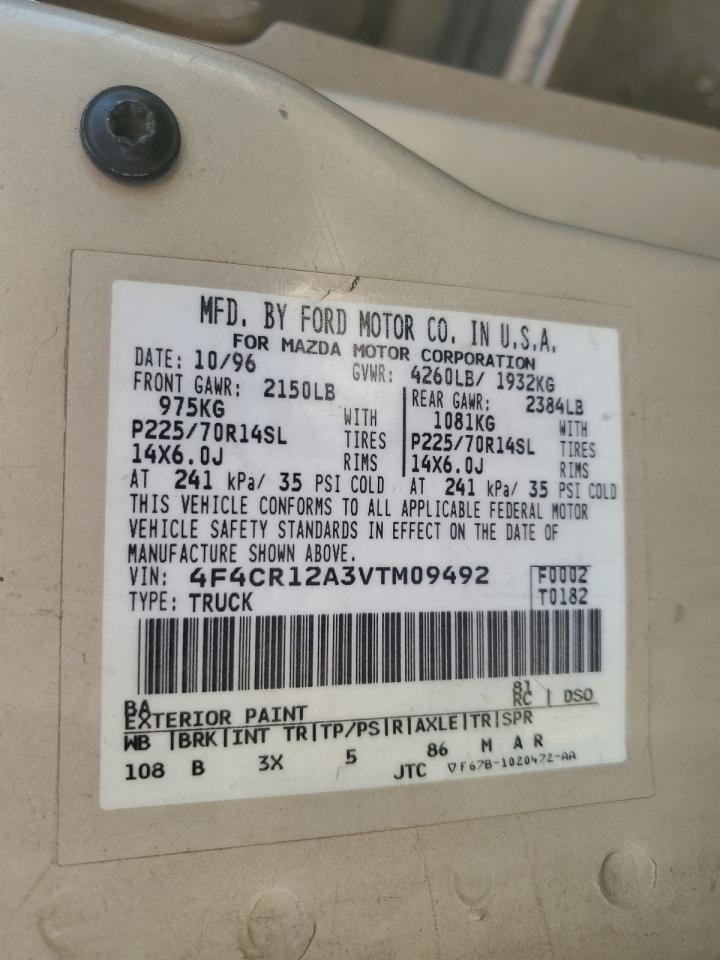 MFD. BY FORD MOTOR CO. IN U.S.A.
FOR MAZDA MOTOR CORPORATION
DATE: 10/96 GVWR: 4260LB/ 1932KG
FRONT GAWR: 2150LB REAR GAWR: 2384LB
975KG WITH 1081KG WITH
P225/70R14SL TIRES P225/70R14SL TIRES
14X6.0J RIMS 14X6.0J RIMS
AT 241 kPa/ 35 PSI COLD AT 241 kPa/ 35 PSI COLD
THIS VEHICLE CONFORMS TO ALL APPLICABLE FEDERAL MOTOR
VEHICLE SAFETY STANDARDS IN EFFECT ON THE DATE OF
MANUFACTURE SHOWN ABOVE.
VIN: 4F4CR12A3VTM09492 F0002
TYPE: TRUCK T0182
BA 81
EXTERIOR PAINT RC | DSO
WB |BRK|INT TR|TP/PS|R|AXLE|TR|SPR
108 B 3X 5 86 M A R
JTC ▽F67B-1020472-AA